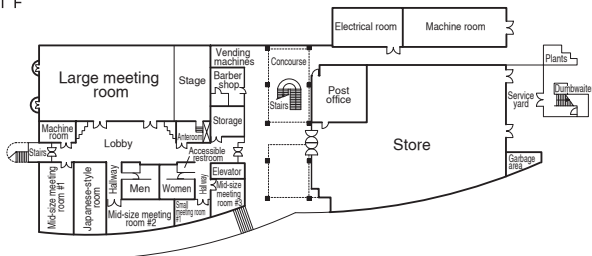 1 F
Electrical room
Machine room
Vending
machines
Concourse
Plants
Large meeting
room
Stage
Barber
shop
Stairs
Post
office
Service
yard
Dumbwaite
Storage
Machine
room
Lobby
Anteroom
Store
Stairs
Accessible
restroom
Garbage
area
Mid-size meeting
room #1
Japanese-style
room
Hallway
Men
Women
Hallway
Elevator
Mid-size
meeting
room #3
Mid-size meeting
room #2
Small
meeting room
#1